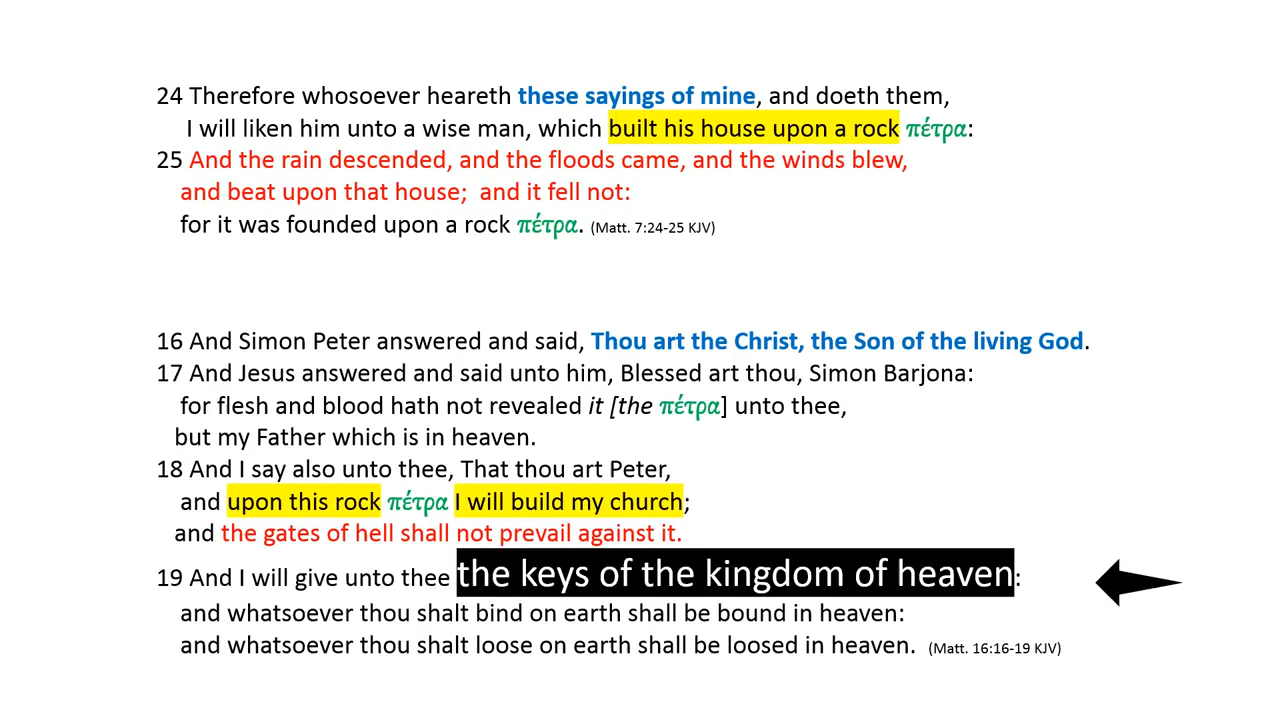 24 Therefore whosoever heareth these sayings of mine, and doeth them,
I will liken him unto a wise man, which built his house upon a rock πέτρα:
25 And the rain descended, and the floods came, and the winds blew,
and beat upon that house; and it fell not:
for it was founded upon a rock πέτρα. (Matt. 7:24-25 KJV)
16 And Simon Peter answered and said, Thou art the Christ, the Son of the living God.
17 And Jesus answered and said unto him, Blessed art thou, Simon Barjona:
for flesh and blood hath not revealed it [the πέτρα] unto thee,
but my Father which is in heaven.
18 And I say also unto thee, That thou art Peter,
and upon this rock πέτρα I will build my church;
and the gates of hell shall not prevail against it.
19 And I will give unto thee the keys of the kingdom of heaven:
and whatsoever thou shalt bind on earth shall be bound in heaven:
and whatsoever thou shalt loose on earth shall be loosed in heaven. (Matt. 16:16-19 KJV)